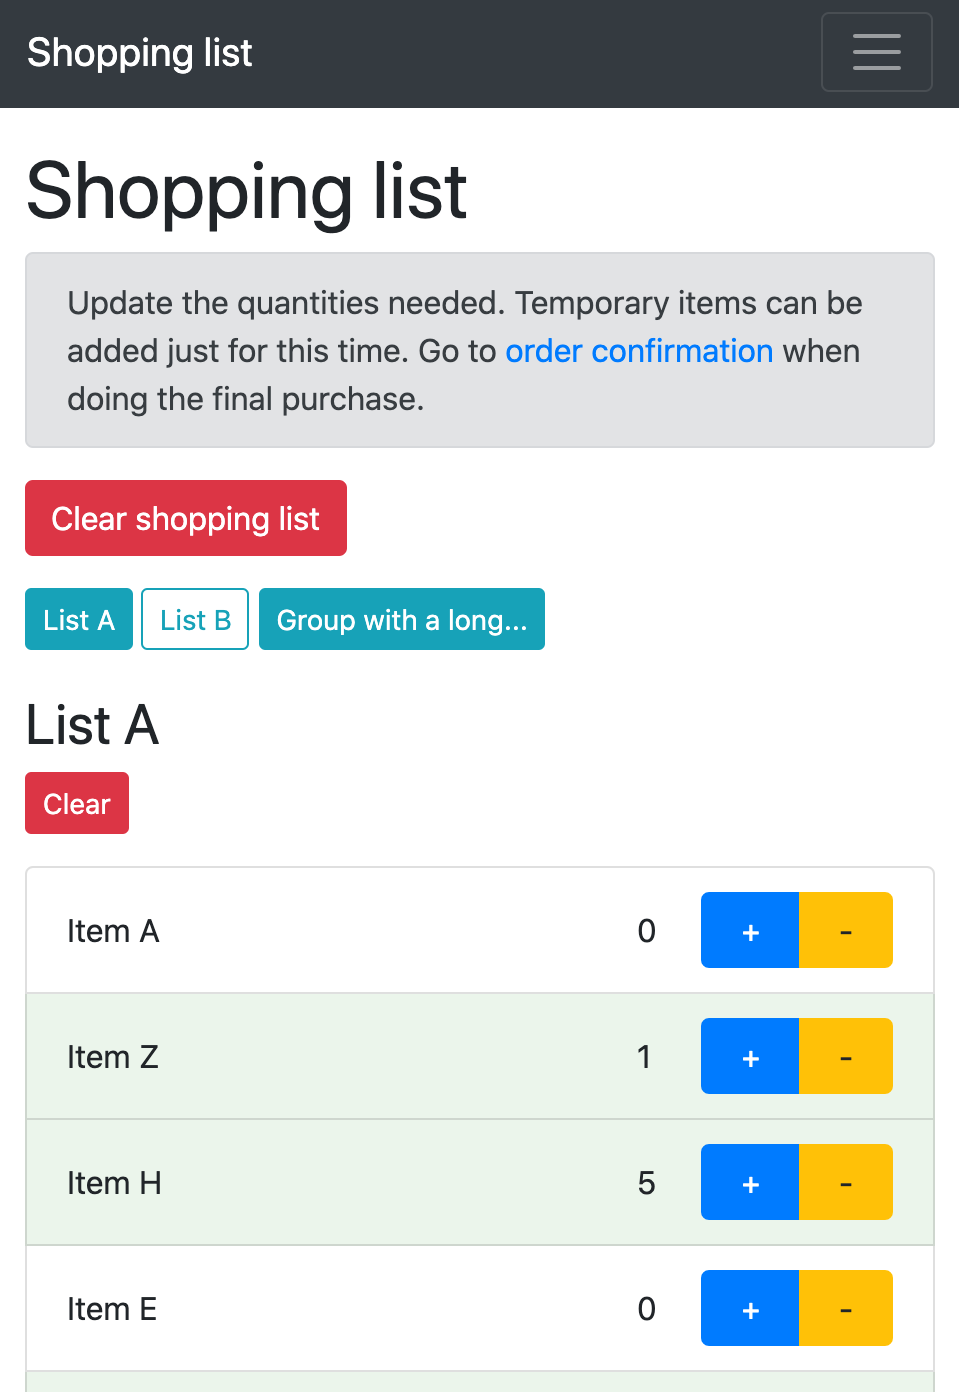 Shopping list
Shopping list
Update the quantities needed. Temporary items can be
added just for this time. Go to order confirmation when
doing the final purchase.
Clear shopping list
List A List B Group with a long...
List A
Clear
Item A 0 + -
Item Z 1 + -
Item H 5 + -
Item E 0 + -